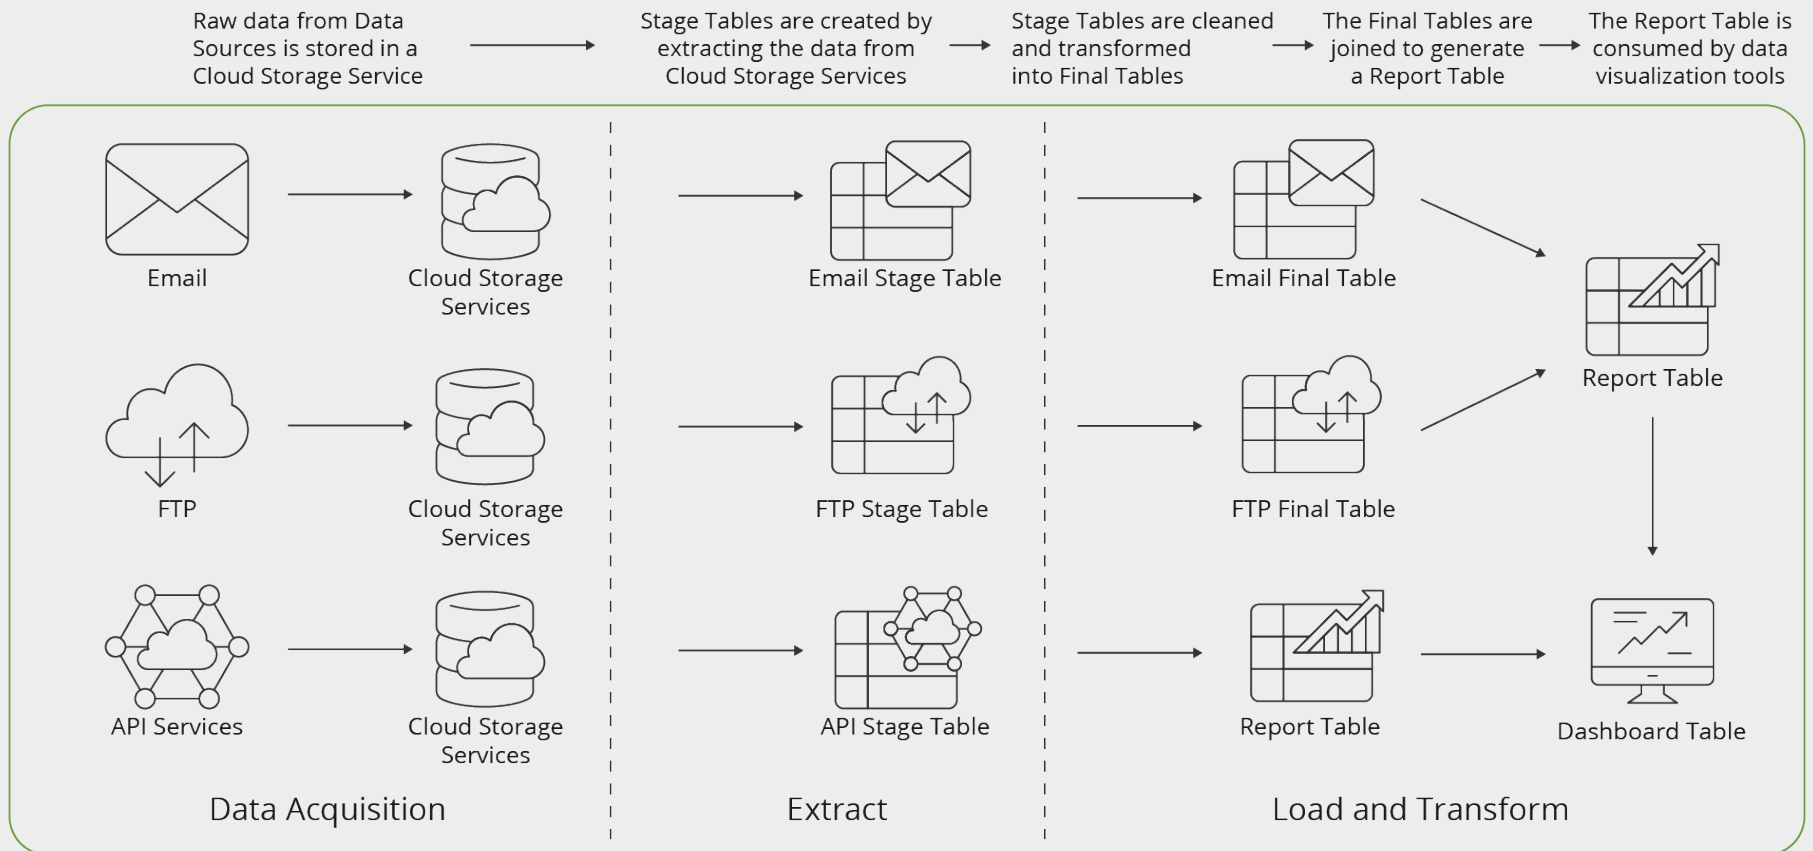 Raw data from Data
Sources is stored in a
Cloud Storage Service
Stage Tables are created by
extracting the data from
Cloud Storage Services
Stage Tables are cleaned
and transformed
into Final Tables
The Final Tables are
joined to generate
a Report Table
The Report Table is
consumed by data
visualization tools
Email
Cloud Storage
Services
Email Stage Table
Email Final Table
Report Table
FTP
Cloud Storage
Services
FTP Stage Table
FTP Final Table
API Services
Cloud Storage
Services
API Stage Table
Report Table
Dashboard Table
Data Acquisition
Extract
Load and Transform